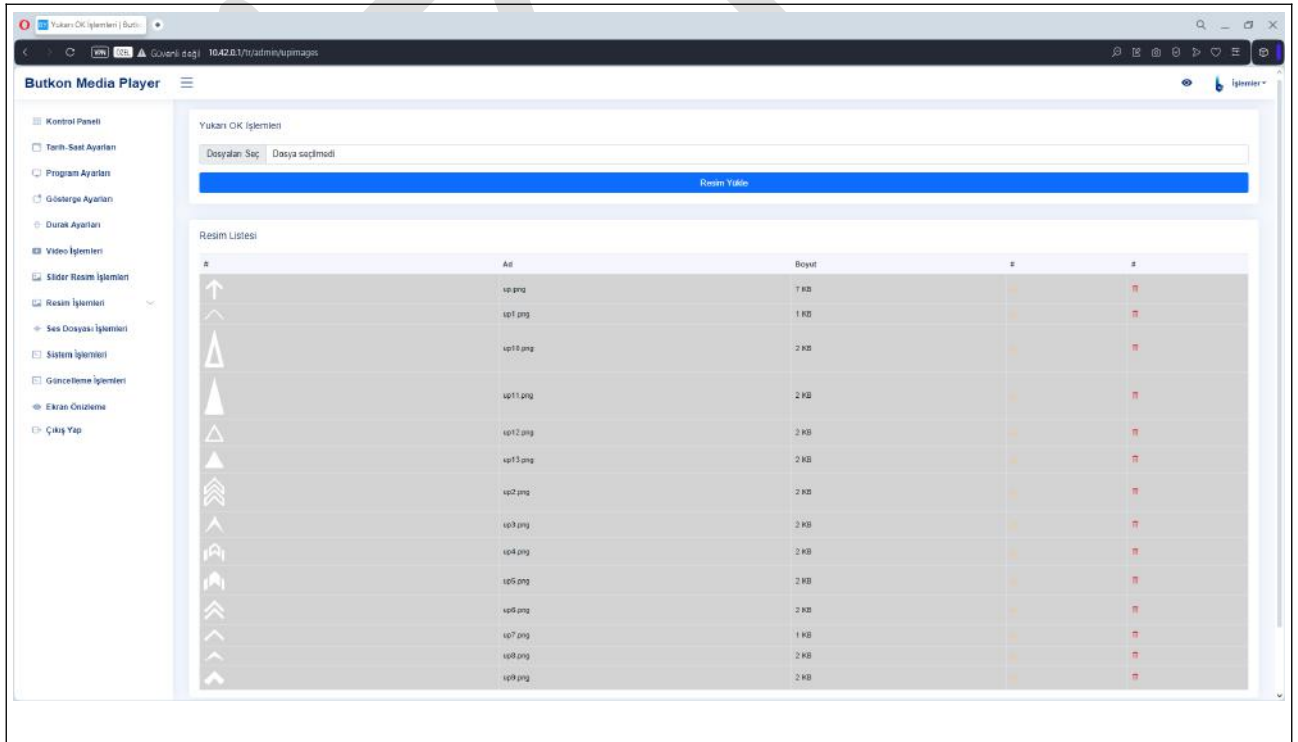 Yukarı OK İşlemleri | Butk
VPN ÖZEL Güvenli değil 10.42.0.1/tr/admin/upimages
Butkon Media Player
İşlemler
Kontrol Paneli
Tarih-Saat Ayarları
Program Ayarları
Gösterge Ayarları
Durak Ayarları
Video İşlemleri
Slider Resim İşlemleri
Resim İşlemleri
Ses Dosyası İşlemleri
Sistem İşlemleri
Güncelleme İşlemleri
Ekran Önizleme
Çıkış Yap
Yukarı OK İşlemleri
Dosyaları Seç Dosya seçilmedi
Resim Yükle
Resim Listesi
# Ad Boyut # #
up.png 7 KB
up1.png 1 KB
up10.png 2 KB
up11.png 2 KB
up12.png 2 KB
up13.png 2 KB
up2.png 2 KB
up3.png 2 KB
up4.png 2 KB
up5.png 2 KB
up6.png 2 KB
up7.png 1 KB
up8.png 2 KB
up9.png 2 KB